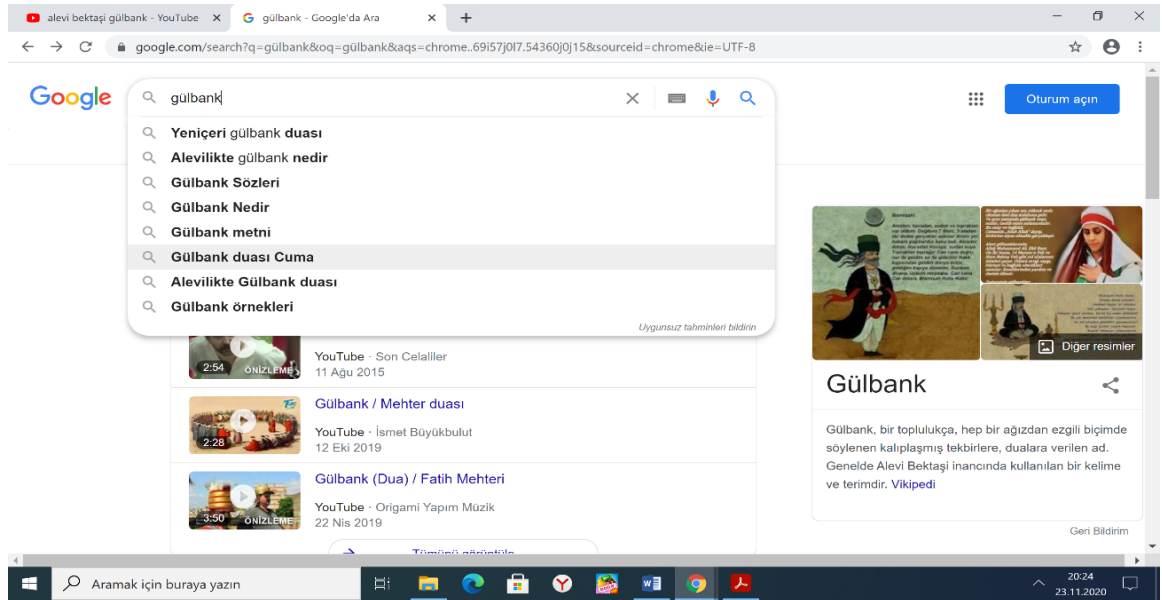 alevi bektaşi gülbank - YouTube
gülbank - Google'da Ara
google.com/search?q=gülbank&oq=gülbank&aqs=chrome..69i57j0l7.54360j0j15&sourceid=chrome&ie=UTF-8
Google
gülbank
Oturum açın
Yeniçeri gülbank duası
Alevilikte gülbank nedir
Gülbank Sözleri
Gülbank Nedir
Gülbank metni
Gülbank duası Cuma
Alevilikte Gülbank duası
Gülbank örnekleri
Uygunsuz tahminleri bildirin
2:54
ÖNİZLEME
YouTube · Son Celaliler
11 Ağu 2015
Gülbank / Mehter duası
2:28
YouTube · İsmet Büyükbulut
12 Eki 2019
Gülbank (Dua) / Fatih Mehteri
3:50
ÖNİZLEME
YouTube · Origami Yapım Müzik
22 Nis 2019
Tümünü görüntüle
Diğer resimler
Gülbank
Gülbank, bir toplulukça, hep bir ağızdan ezgili biçimde
söylenen kalıplaşmış tekbirlere, dualara verilen ad.
Genelde Alevi Bektaşi inancında kullanılan bir kelime
ve terimdir. Vikipedi
Geri Bildirim
Aramak için buraya yazın
20:24
23.11.2020